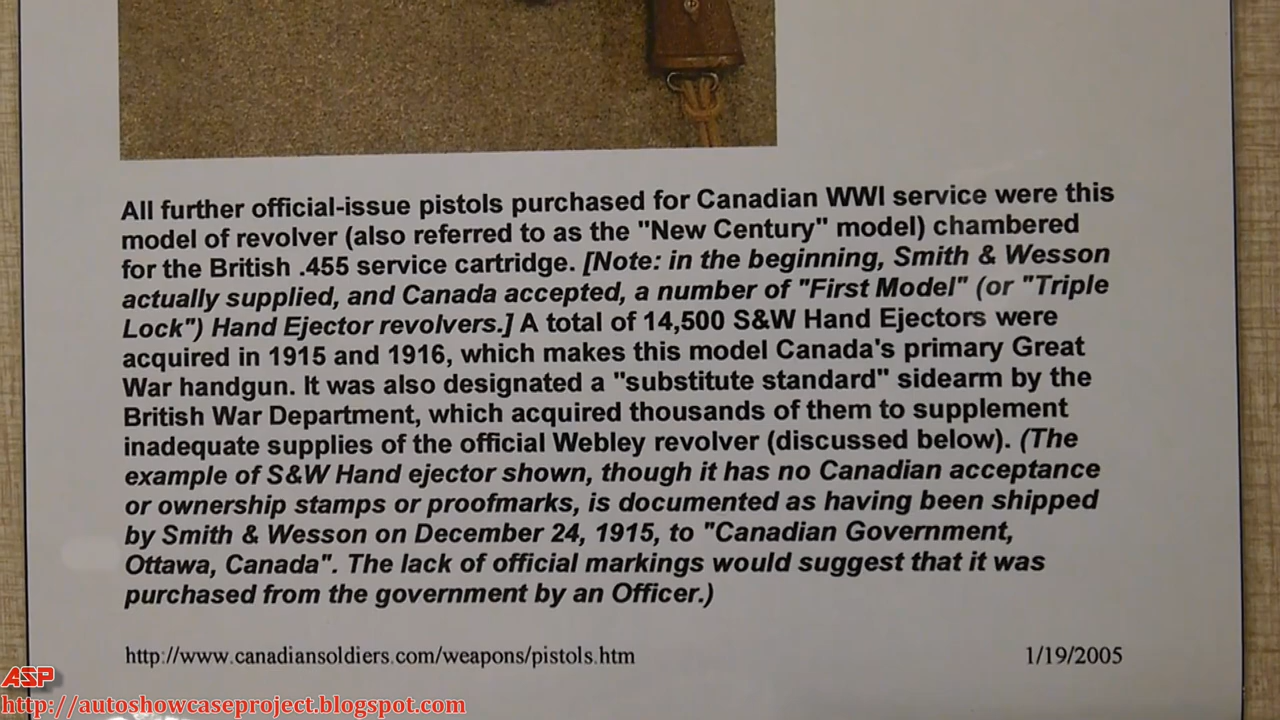 All further official-issue pistols purchased for Canadian WWI service were this
model of revolver (also referred to as the "New Century" model) chambered
for the British .455 service cartridge. [Note: in the beginning, Smith & Wesson
actually supplied, and Canada accepted, a number of "First Model" (or "Triple
Lock") Hand Ejector revolvers.] A total of 14,500 S&W Hand Ejectors were
acquired in 1915 and 1916, which makes this model Canada's primary Great
War handgun. It was also designated a "substitute standard" sidearm by the
British War Department, which acquired thousands of them to supplement
inadequate supplies of the official Webley revolver (discussed below). (The
example of S&W Hand ejector shown, though it has no Canadian acceptance
or ownership stamps or proofmarks, is documented as having been shipped
by Smith & Wesson on December 24, 1915, to "Canadian Government,
Ottawa, Canada". The lack of official markings would suggest that it was
purchased from the government by an Officer.)
http://www.canadiansoldiers.com/weapons/pistols.htm 1/19/2005
ASP
http://autoshowcaseproject.blogspot.com